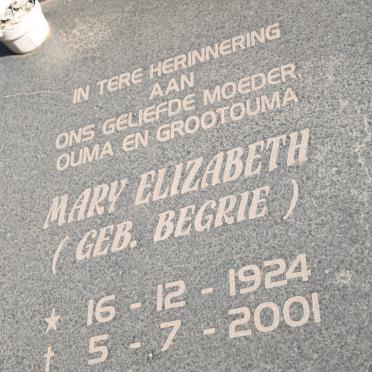 IN TERE HERINNERING
AAN
ONS GELIEFDE MOEDER,
OUMA EN GROOTOUMA
MARY ELIZABETH
( GEB. BEGRIE )
★ 16 - 12 - 1924
† 5 - 7 - 2001